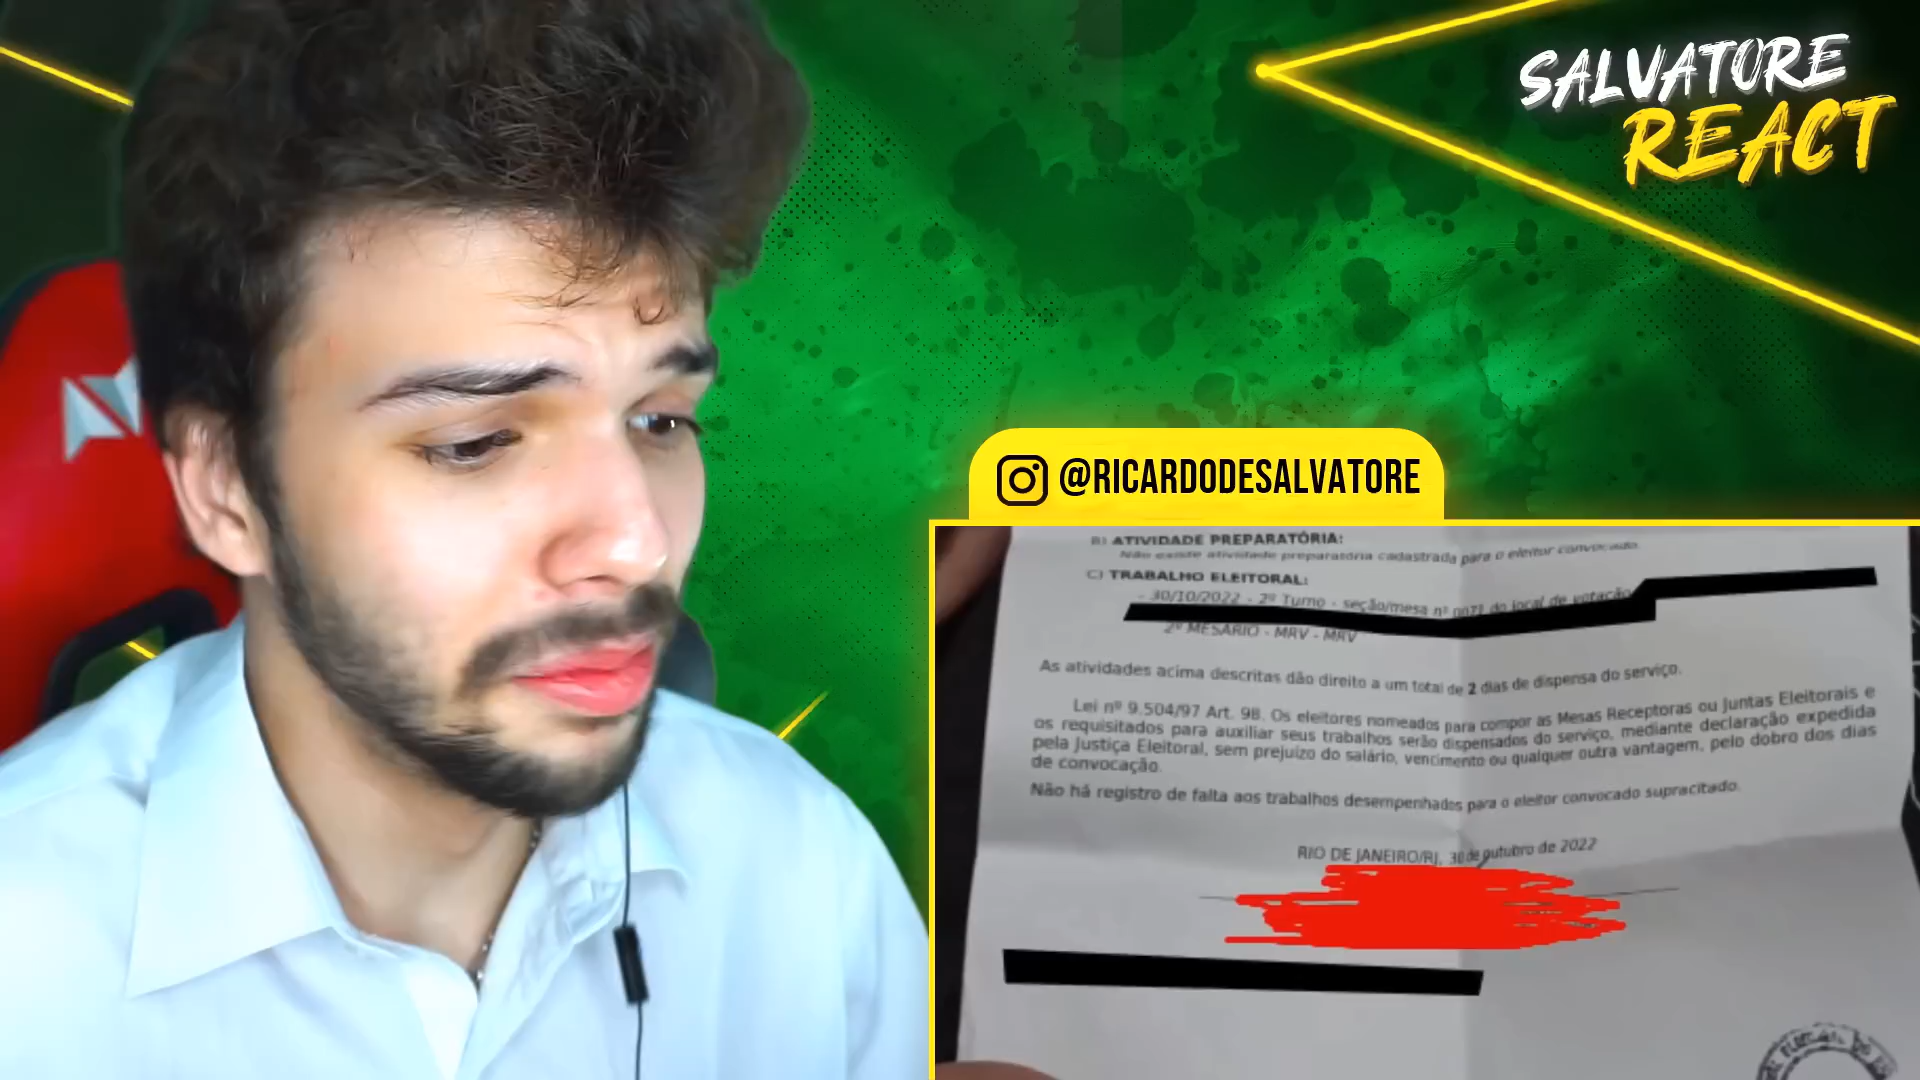 SALVATORE
REACT
@RICARDODESALVATORE
B) ATIVIDADE PREPARATÓRIA:
Não existe atividade preparatória cadastrada para o eleitor convocado.
C) TRABALHO ELEITORAL:
- 30/10/2022 - 2º Turno - seção/mesa nº 0071 do local de votação
2º MESÁRIO - MRV - MRV
As atividades acima descritas dão direito a um total de 2 dias de dispensa do serviço.
Lei nº 9.504/97 Art. 98. Os eleitores nomeados para compor as Mesas Receptoras ou Juntas Eleitorais e
os requisitados para auxiliar seus trabalhos serão dispensados do serviço, mediante declaração expedida
pela Justiça Eleitoral, sem prejuízo do salário, vencimento ou qualquer outra vantagem, pelo dobro dos dias
de convocação.
Não há registro de falta aos trabalhos desempenhados para o eleitor convocado supracitado.
RIO DE JANEIRO/RJ, 30 de outubro de 2022